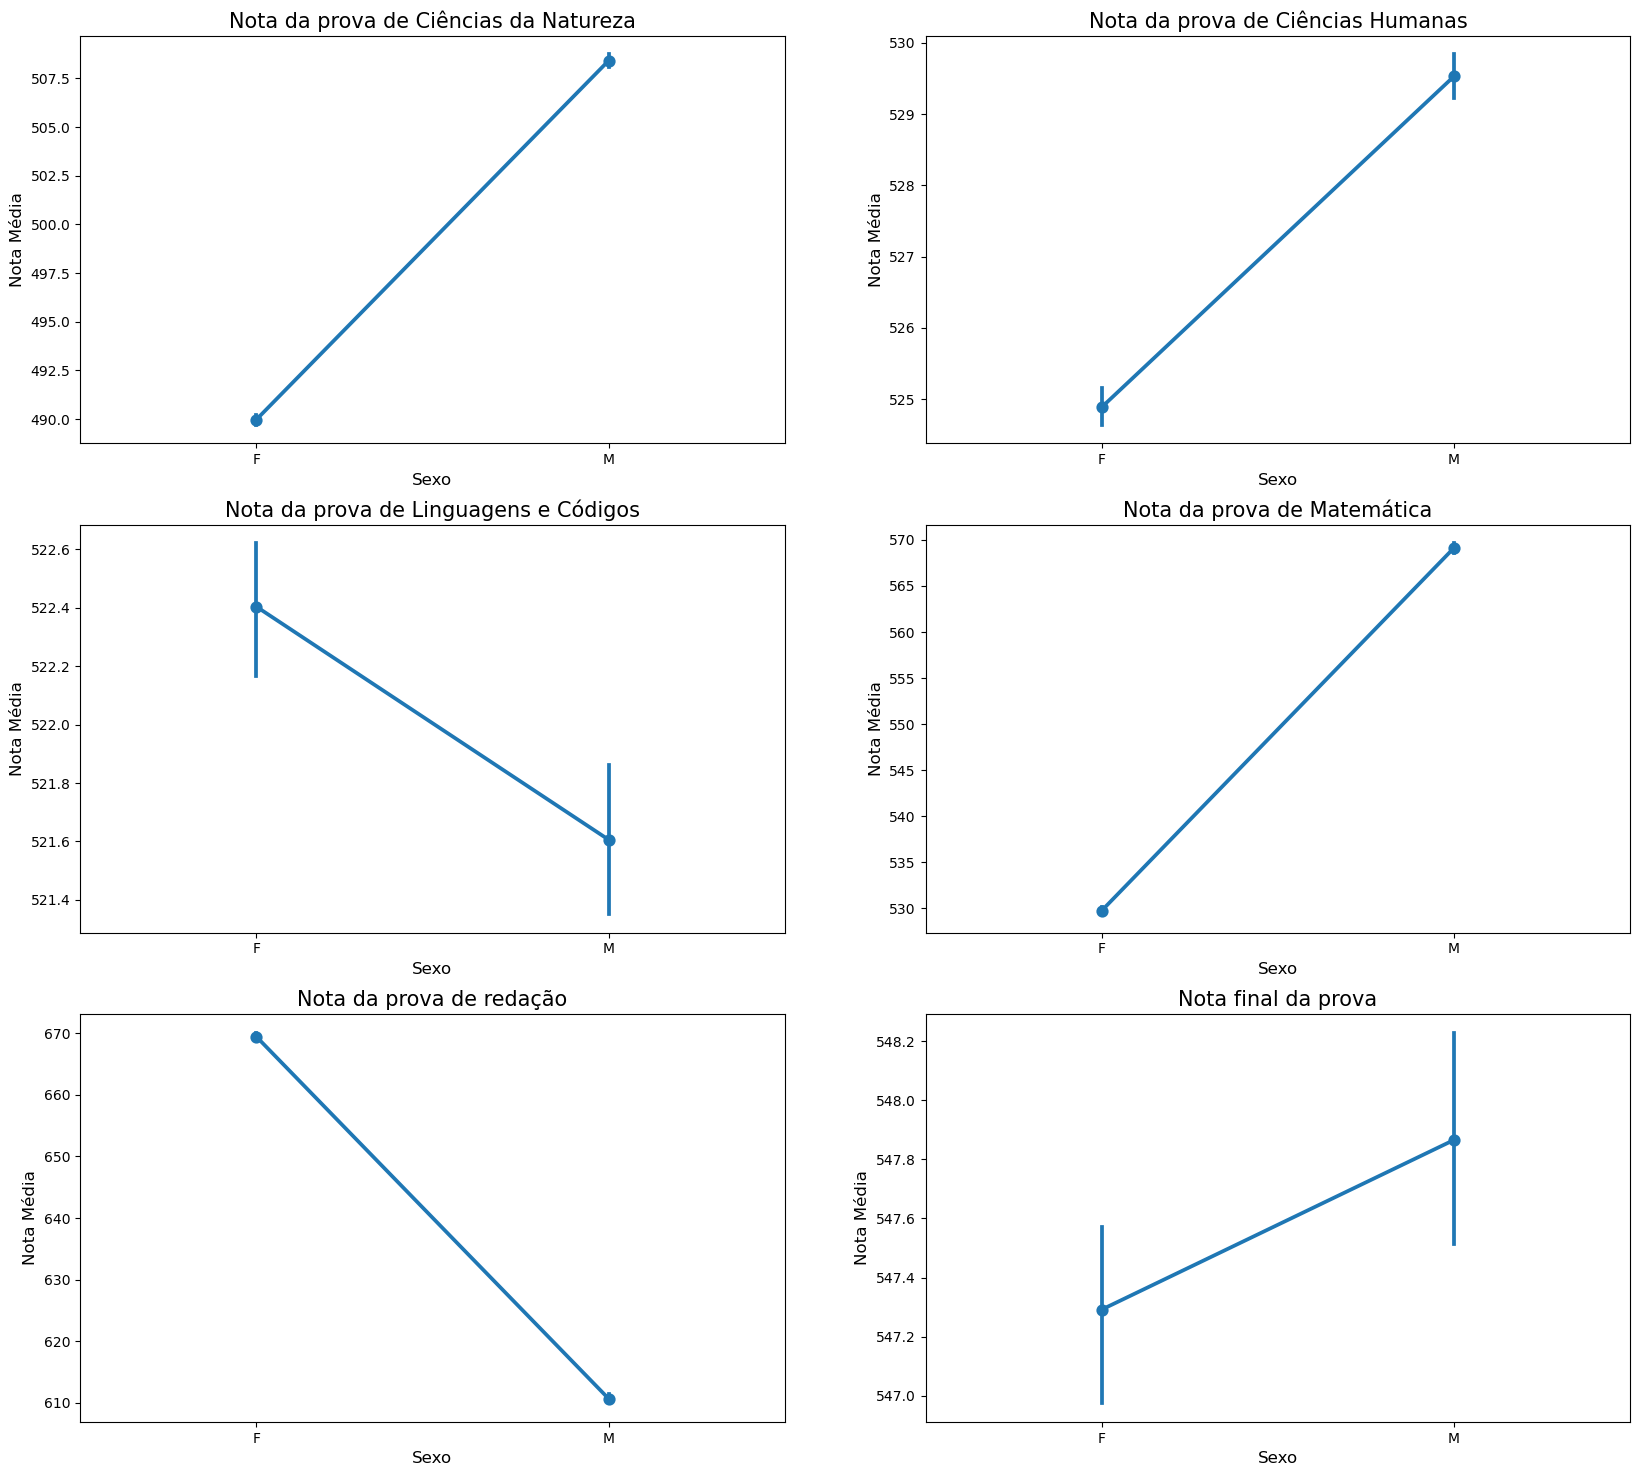 Nota da prova de Ciências da Natureza
507.5
505.0
502.5
500.0
497.5
495.0
492.5
490.0
Nota Média
F
M
Sexo
Nota da prova de Ciências Humanas
530
529
528
527
526
525
Nota Média
F
M
Sexo
Nota da prova de Linguagens e Códigos
522.6
522.4
522.2
522.0
521.8
521.6
521.4
Nota Média
F
M
Sexo
Nota da prova de Matemática
570
565
560
555
550
545
540
535
530
Nota Média
F
M
Sexo
Nota da prova de redação
670
660
650
640
630
620
610
Nota Média
F
M
Sexo
Nota final da prova
548.2
548.0
547.8
547.6
547.4
547.2
547.0
Nota Média
F
M
Sexo